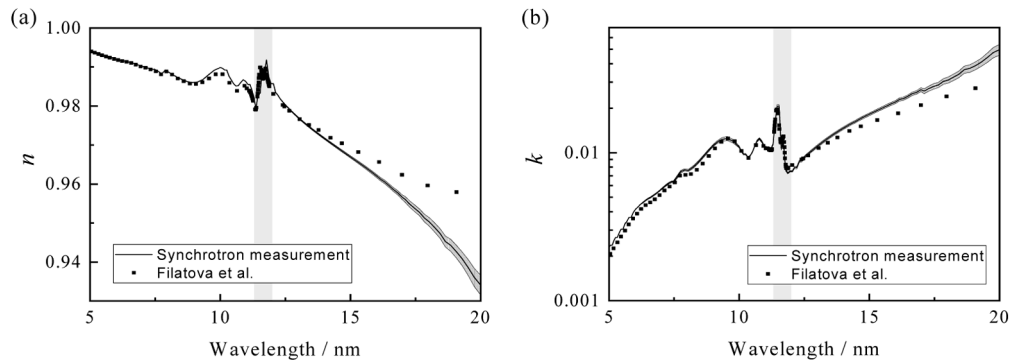 (a)
1.00
0.98
0.96
0.94
n
Synchrotron measurement
Filatova et al.
5
10
15
20
Wavelength / nm
(b)
0.01
0.001
k
Synchrotron measurement
Filatova et al.
5
10
15
20
Wavelength / nm